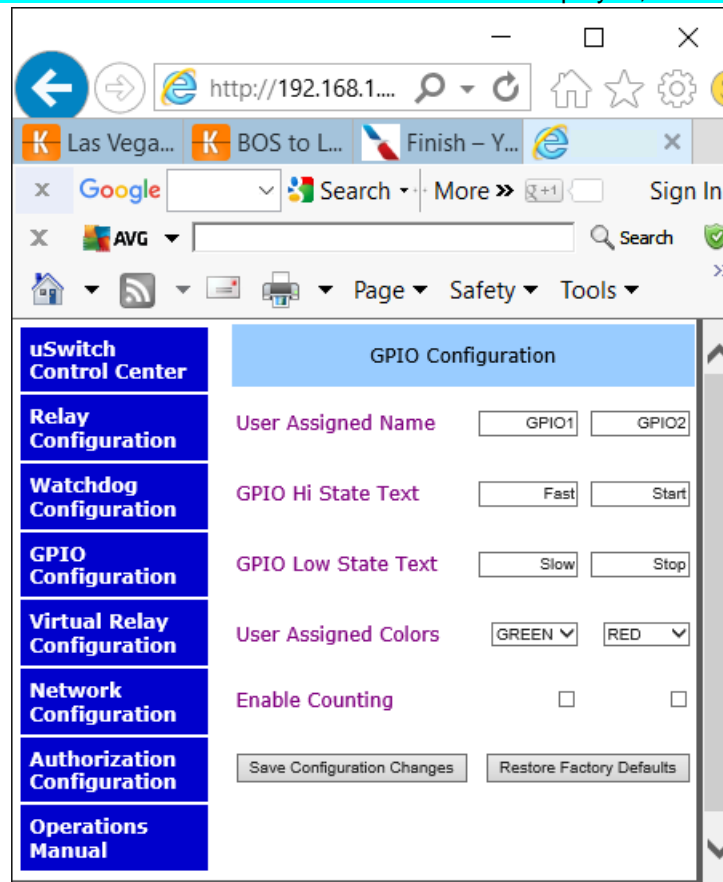 http://192.168.1....
Las Vega... BOS to L... Finish – Y...
x Google Search More » g+1 Sign In
x AVG Search
Page Safety Tools
uSwitch
Control Center
GPIO Configuration
Relay
Configuration
User Assigned Name GPIO1 GPIO2
Watchdog
Configuration
GPIO Hi State Text Fast Start
GPIO
Configuration
GPIO Low State Text Slow Stop
Virtual Relay
Configuration
User Assigned Colors GREEN RED
Network
Configuration
Enable Counting
Authorization
Configuration
Save Configuration Changes Restore Factory Defaults
Operations
Manual